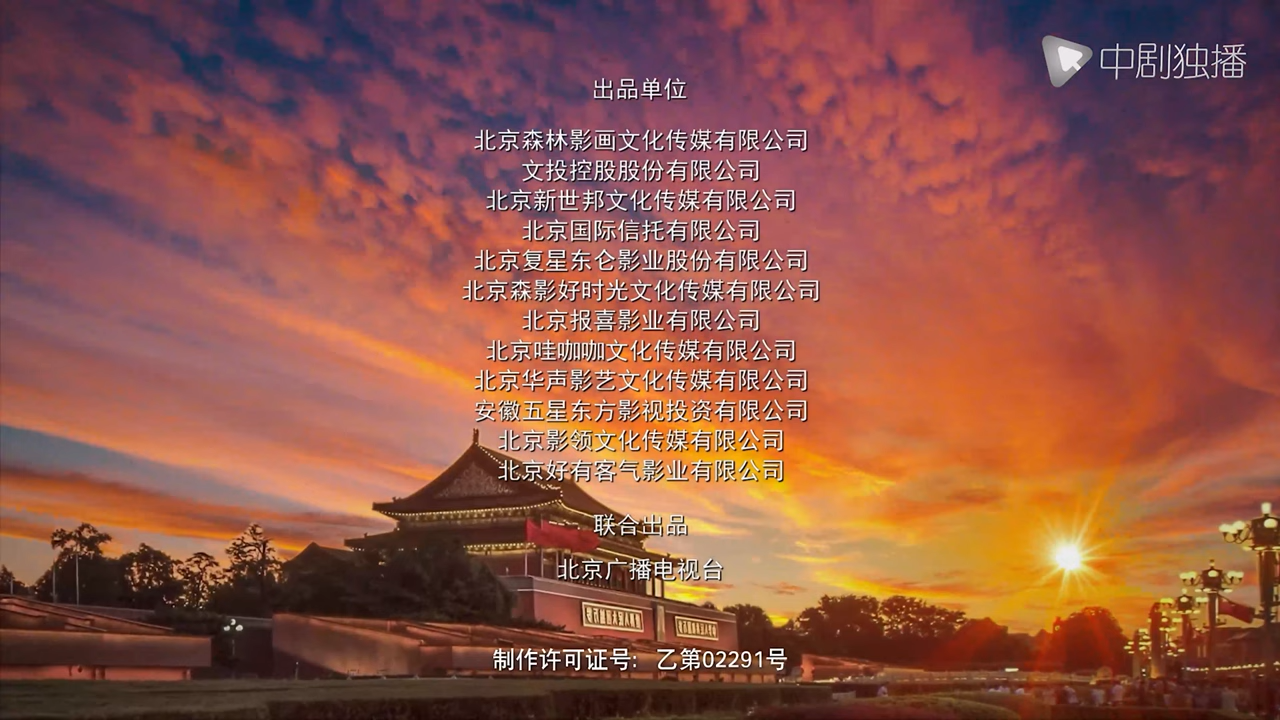 中剧独播
出品单位
北京森林影画文化传媒有限公司
文投控股股份有限公司
北京新世邦文化传媒有限公司
北京国际信托有限公司
北京复星东仑影业股份有限公司
北京森影好时光文化传媒有限公司
北京报喜影业有限公司
北京哇咖咖文化传媒有限公司
北京华声影艺文化传媒有限公司
安徽五星东方影视投资有限公司
北京影领文化传媒有限公司
北京好有客气影业有限公司
联合出品
北京广播电视台
制作许可证号：乙第02291号